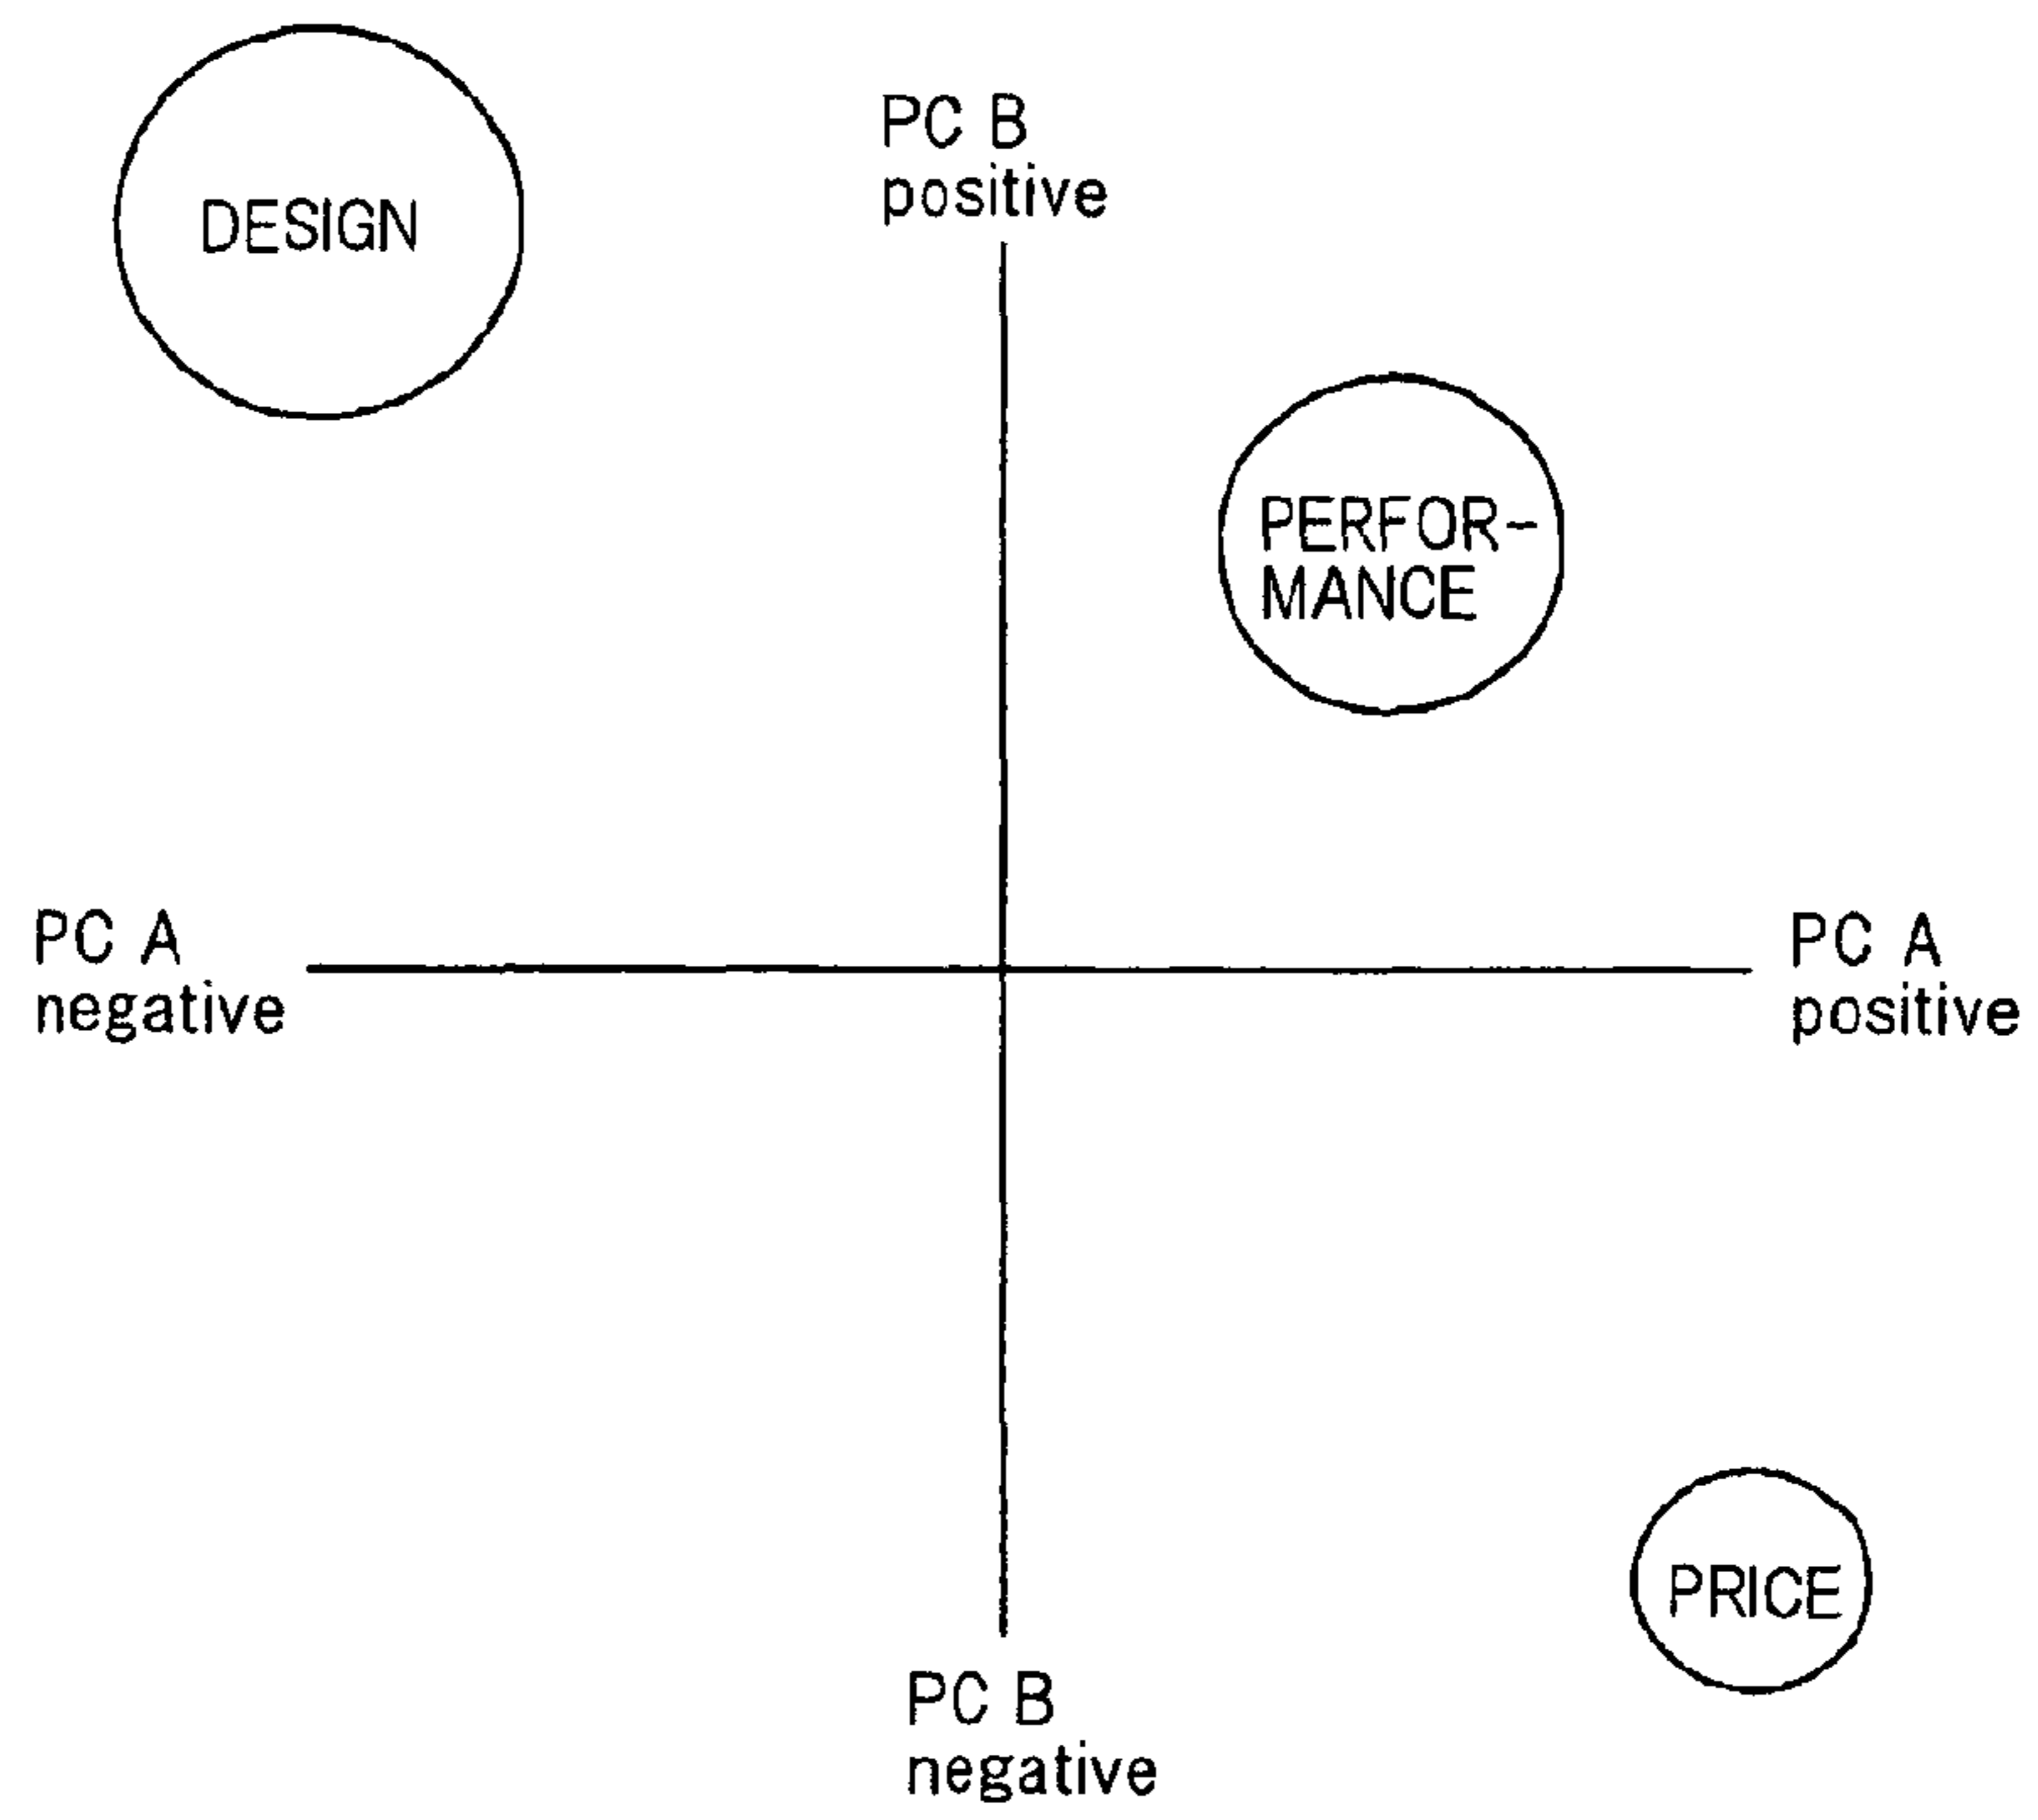 PC B
positive
DESIGN
PERFOR-
MANCE
PC A
negative
PC A
positive
PRICE
PC B
negative